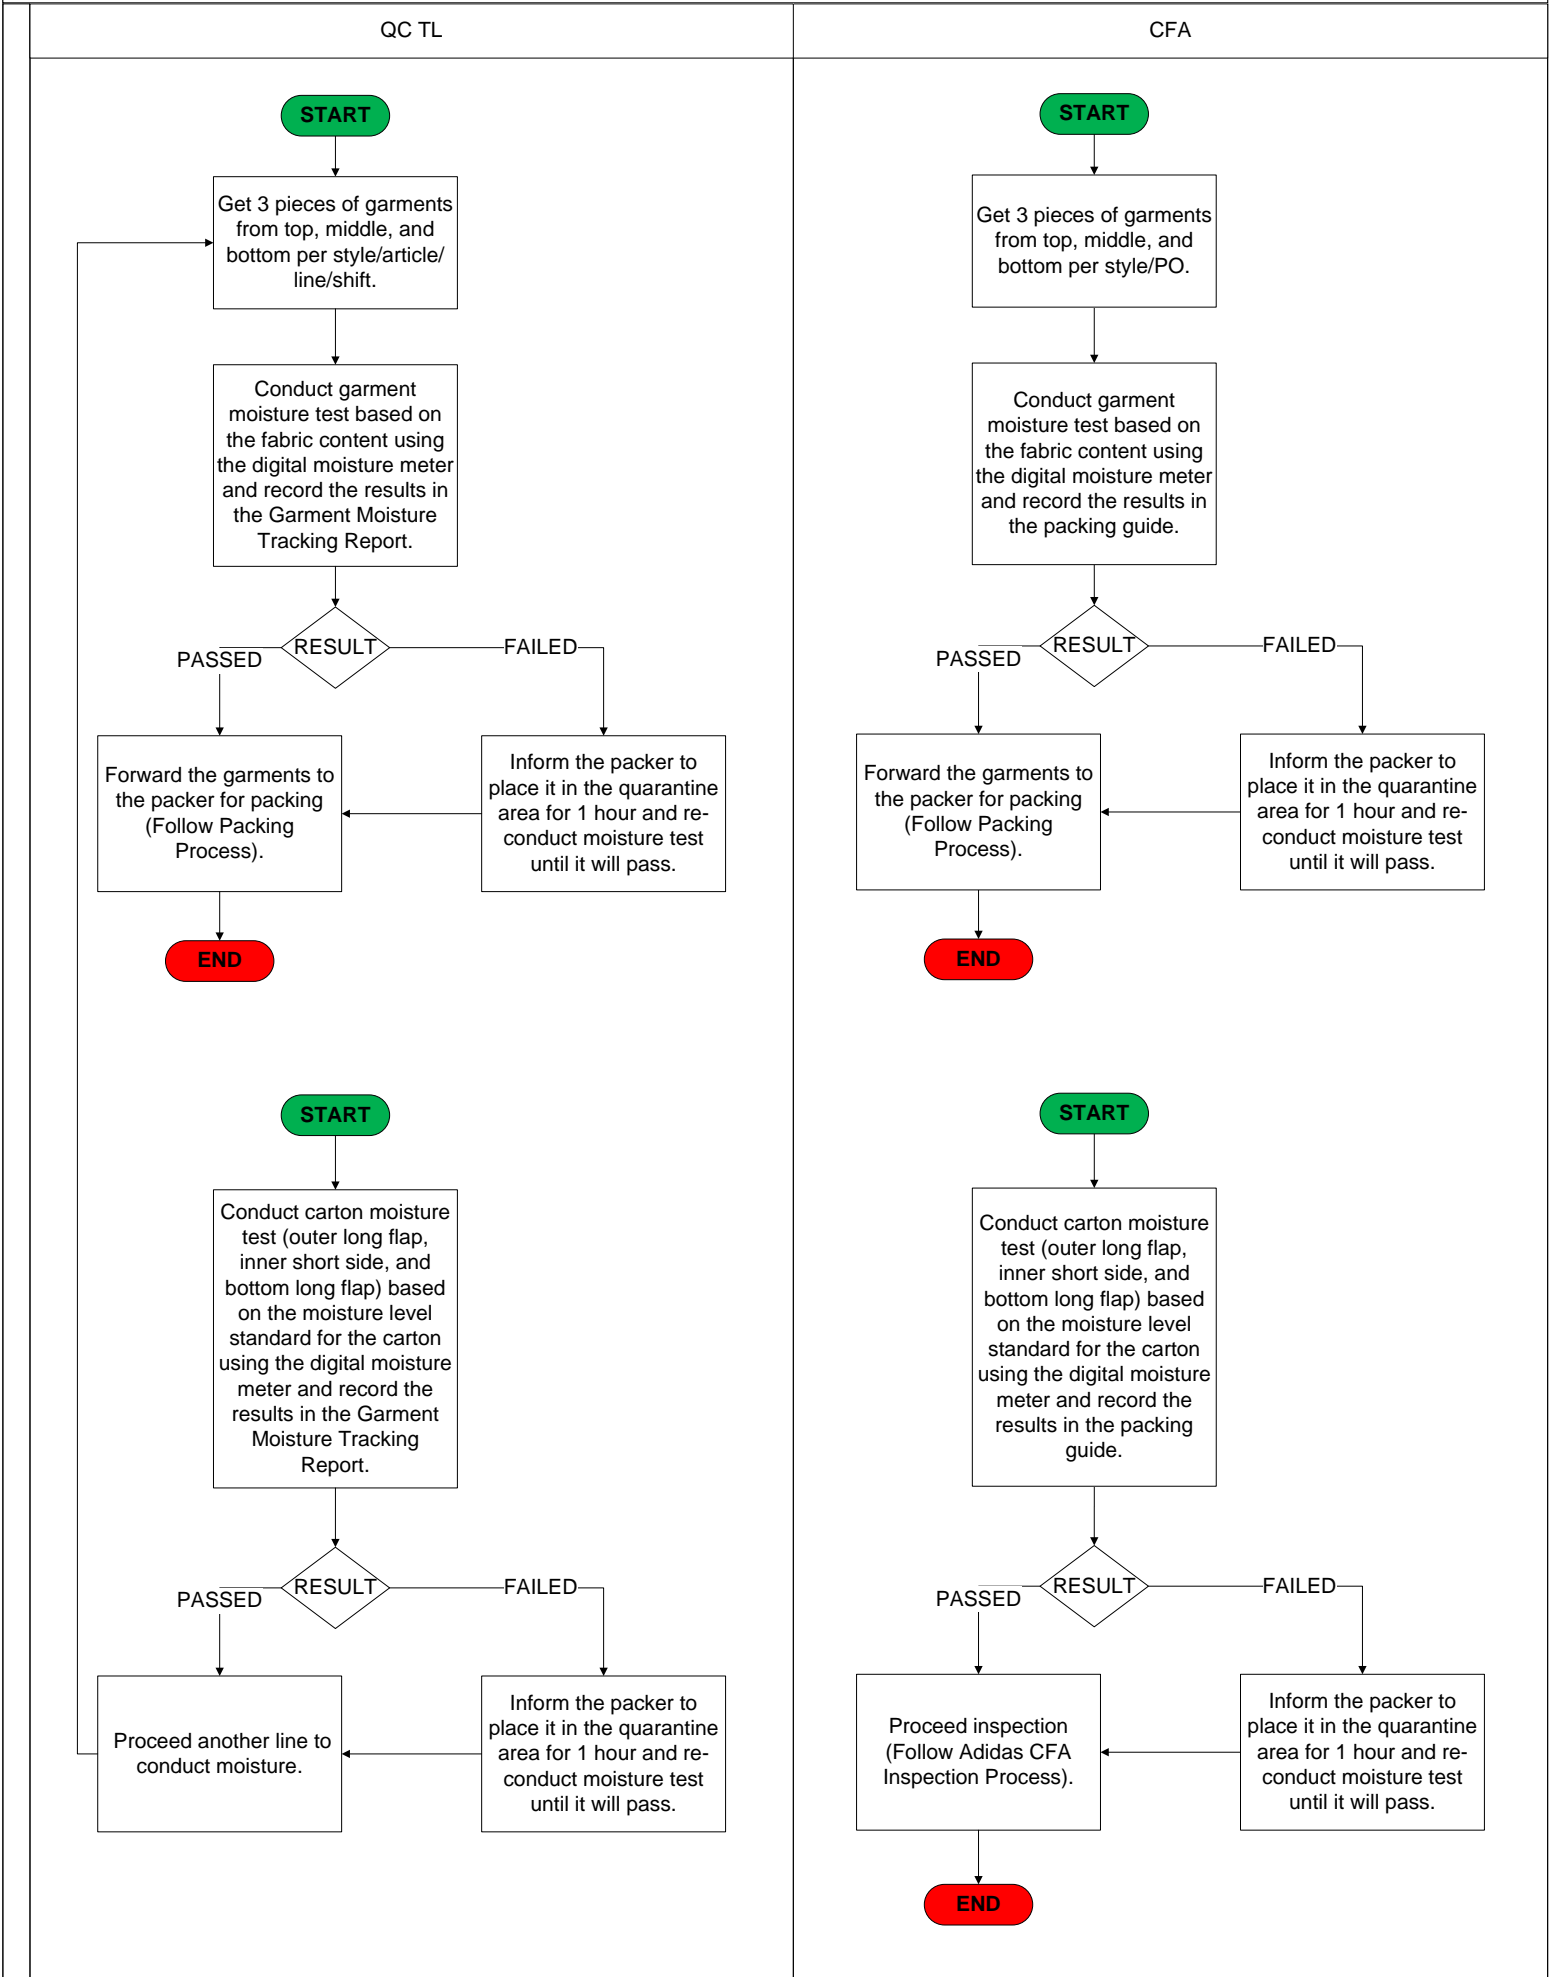 QC TL
CFA
START
Get 3 pieces of garments
from top, middle, and
bottom per style/article/
line/shift.
Conduct garment
moisture test based on
the fabric content using
the digital moisture meter
and record the results in
the Garment Moisture
Tracking Report.
RESULT
PASSED
FAILED
Forward the garments to
the packer for packing
(Follow Packing
Process).
Inform the packer to
place it in the quarantine
area for 1 hour and re-
conduct moisture test
until it will pass.
END
START
Get 3 pieces of garments
from top, middle, and
bottom per style/PO.
Conduct garment
moisture test based on
the fabric content using
the digital moisture meter
and record the results in
the packing guide.
RESULT
PASSED
FAILED
Forward the garments to
the packer for packing
(Follow Packing
Process).
Inform the packer to
place it in the quarantine
area for 1 hour and re-
conduct moisture test
until it will pass.
END
START
Conduct carton moisture
test (outer long flap,
inner short side, and
bottom long flap) based
on the moisture level
standard for the carton
using the digital moisture
meter and record the
results in the Garment
Moisture Tracking
Report.
RESULT
PASSED
FAILED
Proceed another line to
conduct moisture.
Inform the packer to
place it in the quarantine
area for 1 hour and re-
conduct moisture test
until it will pass.
START
Conduct carton moisture
test (outer long flap,
inner short side, and
bottom long flap) based
on the moisture level
standard for the carton
using the digital moisture
meter and record the
results in the packing
guide.
RESULT
PASSED
FAILED
Proceed inspection
(Follow Adidas CFA
Inspection Process).
Inform the packer to
place it in the quarantine
area for 1 hour and re-
conduct moisture test
until it will pass.
END